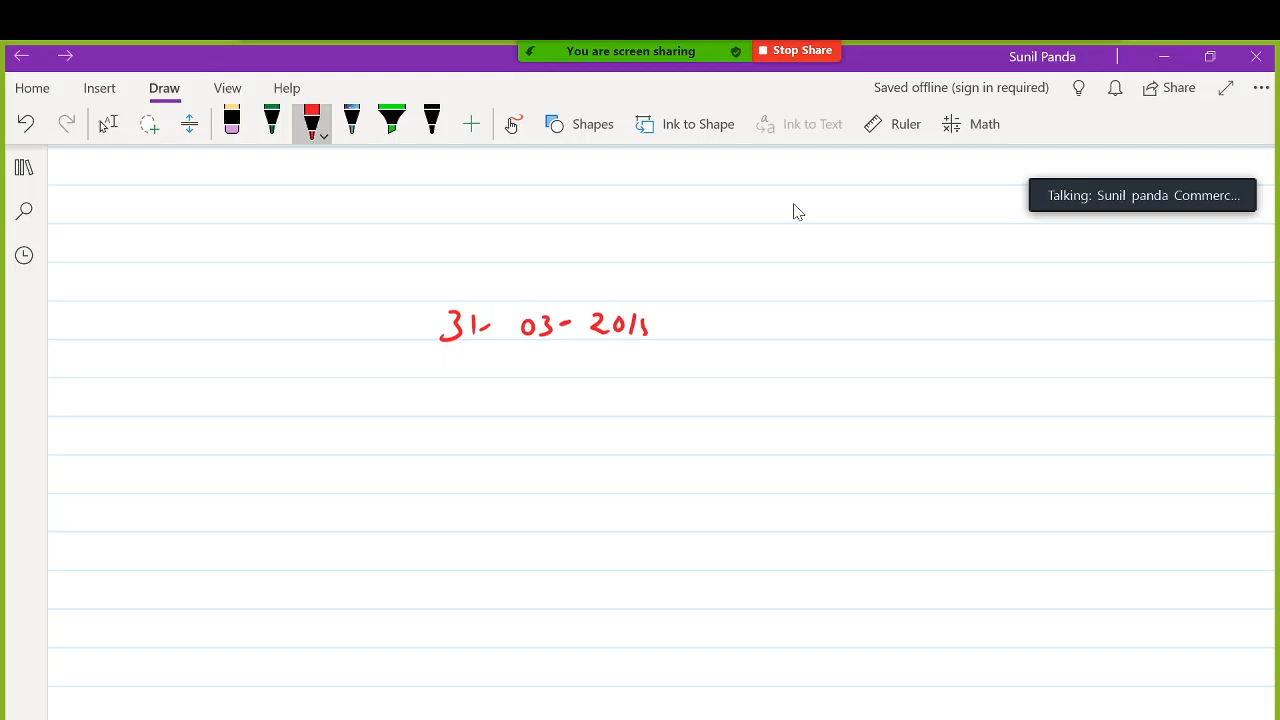 You are screen sharing
Stop Share
Sunil Panda
Home Insert Draw View Help
Saved offline (sign in required)
Share
Shapes Ink to Shape Ink to Text Ruler Math
Talking: Sunil panda Commerc...
31- 03-